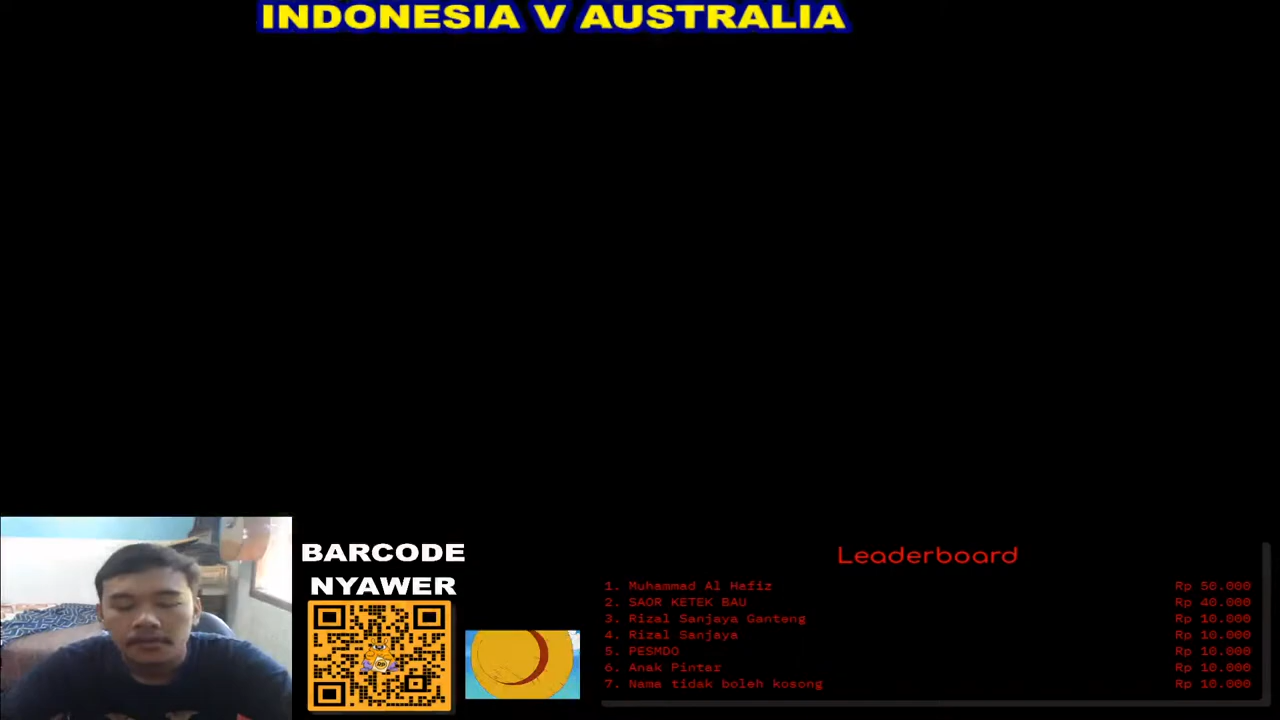 INDONESIA V AUSTRALIA
BARCODE
NYAWER
Leaderboard
1. Muhammad Al Hafiz Rp 50.000
2. SAOR KETEK BAU Rp 40.000
3. Rizal Sanjaya Ganteng Rp 10.000
4. Rizal Sanjaya Rp 10.000
5. PESMDO Rp 10.000
6. Anak Pintar Rp 10.000
7. Nama tidak boleh kosong Rp 10.000